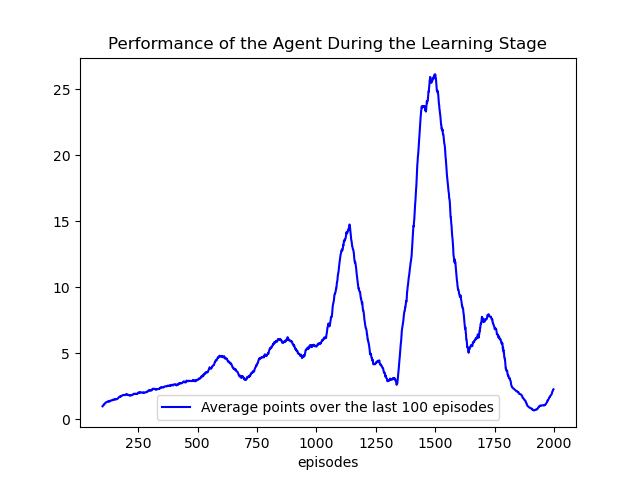 Performance of the Agent During the Learning Stage
25
20
15
10
5
0
Average points over the last 100 episodes
250 500 750 1000 1250 1500 1750 2000
episodes